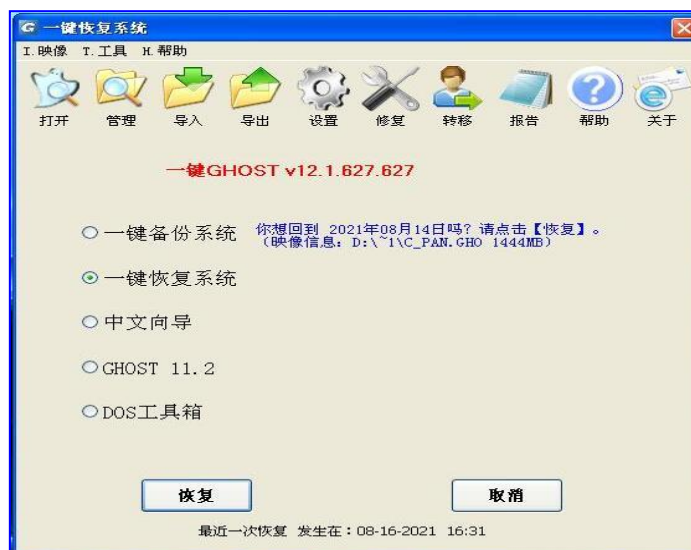 一键恢复系统
I.映像 T.工具 H.帮助
打开 管理 导入 导出 设置 修复 转移 报告 帮助 关于
一键GHOST v12.1.627.627
一键备份系统 你想回到 2021年08月14日吗?请点击【恢复】。
(映像信息: D:\~1\C_PAN.GHO 1444MB)
一键恢复系统
中文向导
GHOST 11.2
DOS工具箱
恢复 取消
最近一次恢复 发生在:08-16-2021 16:31